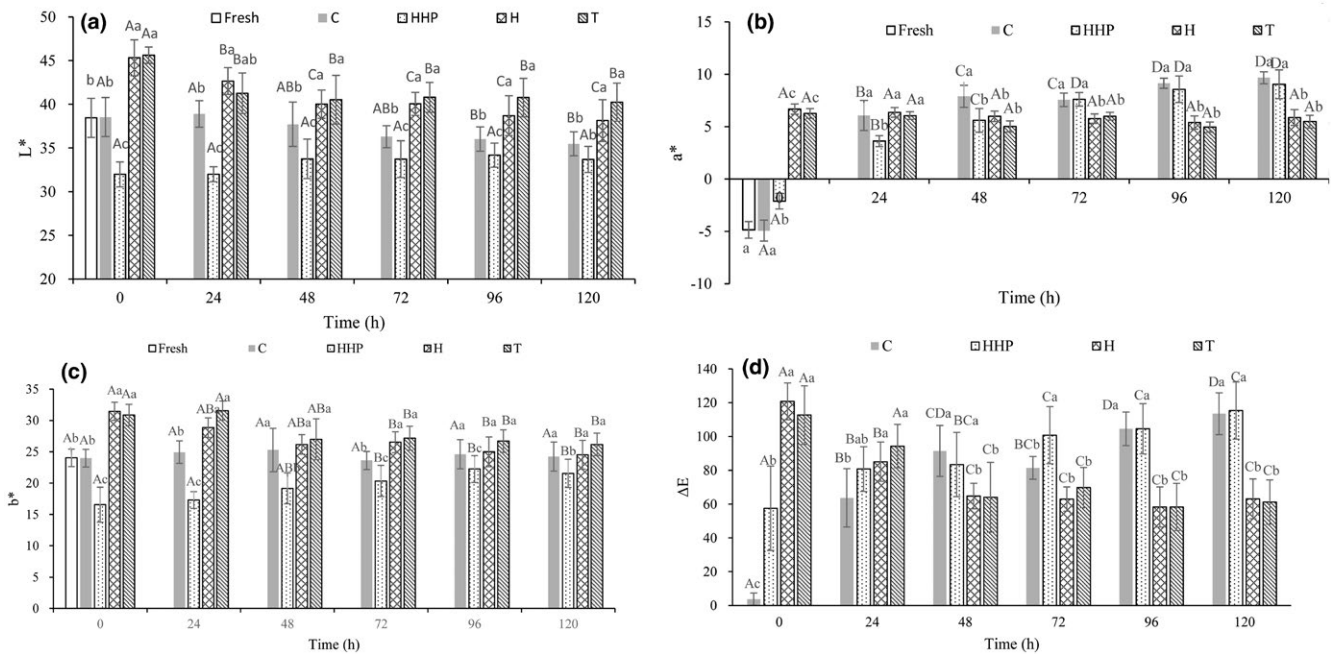 (a)
Fresh C HHP H T
50
45
40
35
30
25
20
L*
b Ab Ab Ac Aa Aa
Ab Ac Ba Bab
ABb Ac Ca Ba
ABb Ac Ca Ba
Bb Ac Ca Ba
Bb Ab Ca Ba
0 24 48 72 96 120
Time (h)
(b)
Fresh C HHP H T
15
10
5
0
-5
-10
a*
a Aa Ab Ac Ac
Ba Bb Aa Aa
Ca Cb Ab Ab
Ca Da Ab Ab
Da Da Ab Ab
Da Da Ab Ab
0 24 48 72 96 120
Time (h)
(c)
Fresh C HHP H T
35
30
25
20
15
10
5
0
b*
Ab Ab Ac Aa Aa
Ab Ac ABa Aa
Aa ABb ABa ABa
Ab Bc Ba Ba
Aa Bc Ba Ba
Aa Bb Ba Ba
0 24 48 72 96 120
Time (h)
(d)
C HHP H T
140
120
100
80
60
40
20
0
ΔE
Ac Ab Aa Aa
Bb Bab Ba Aa
CDa BCa Cb Cb
BCb Ca Cb Cb
Da Ca Cb Cb
Da Ca Cb Cb
0 24 48 72 96 120
Time (h)